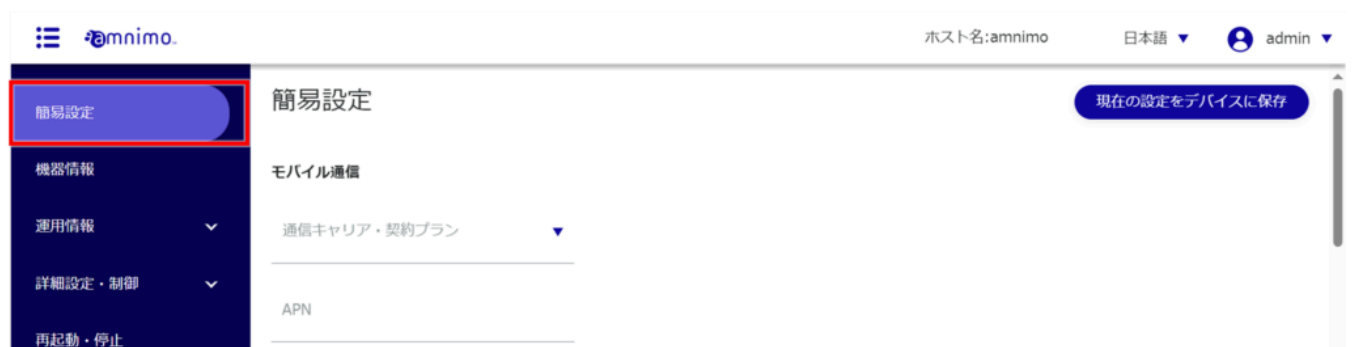 amnimo
ホスト名:amnimo
日本語 ▼
admin ▼
簡易設定
機器情報
運用情報
詳細設定・制御
再起動・停止
簡易設定
現在の設定をデバイスに保存
モバイル通信
通信キャリア・契約プラン ▼
APN